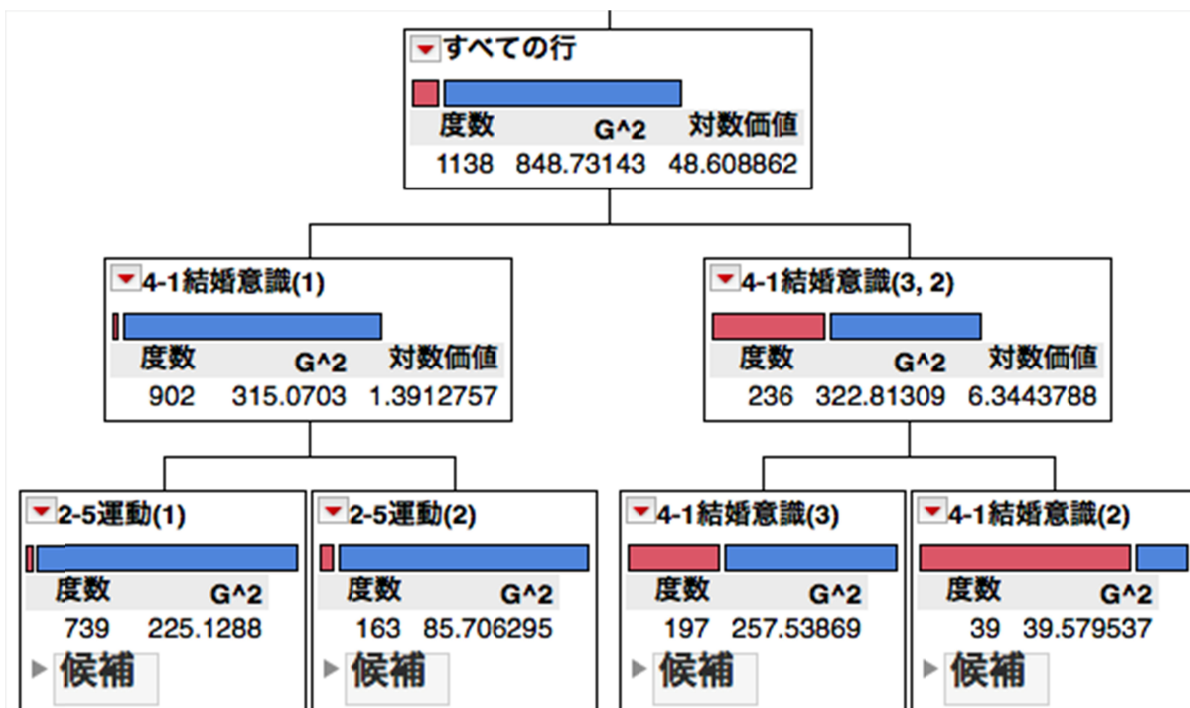 すべての行
度数 G^2 対数価値
1138 848.73143 48.608862
4-1結婚意識(1)
度数 G^2 対数価値
902 315.0703 1.3912757
4-1結婚意識(3, 2)
度数 G^2 対数価値
236 322.81309 6.3443788
2-5運動(1)
度数 G^2
739 225.1288
候補
2-5運動(2)
度数 G^2
163 85.706295
候補
4-1結婚意識(3)
度数 G^2
197 257.53869
候補
4-1結婚意識(2)
度数 G^2
39 39.579537
候補